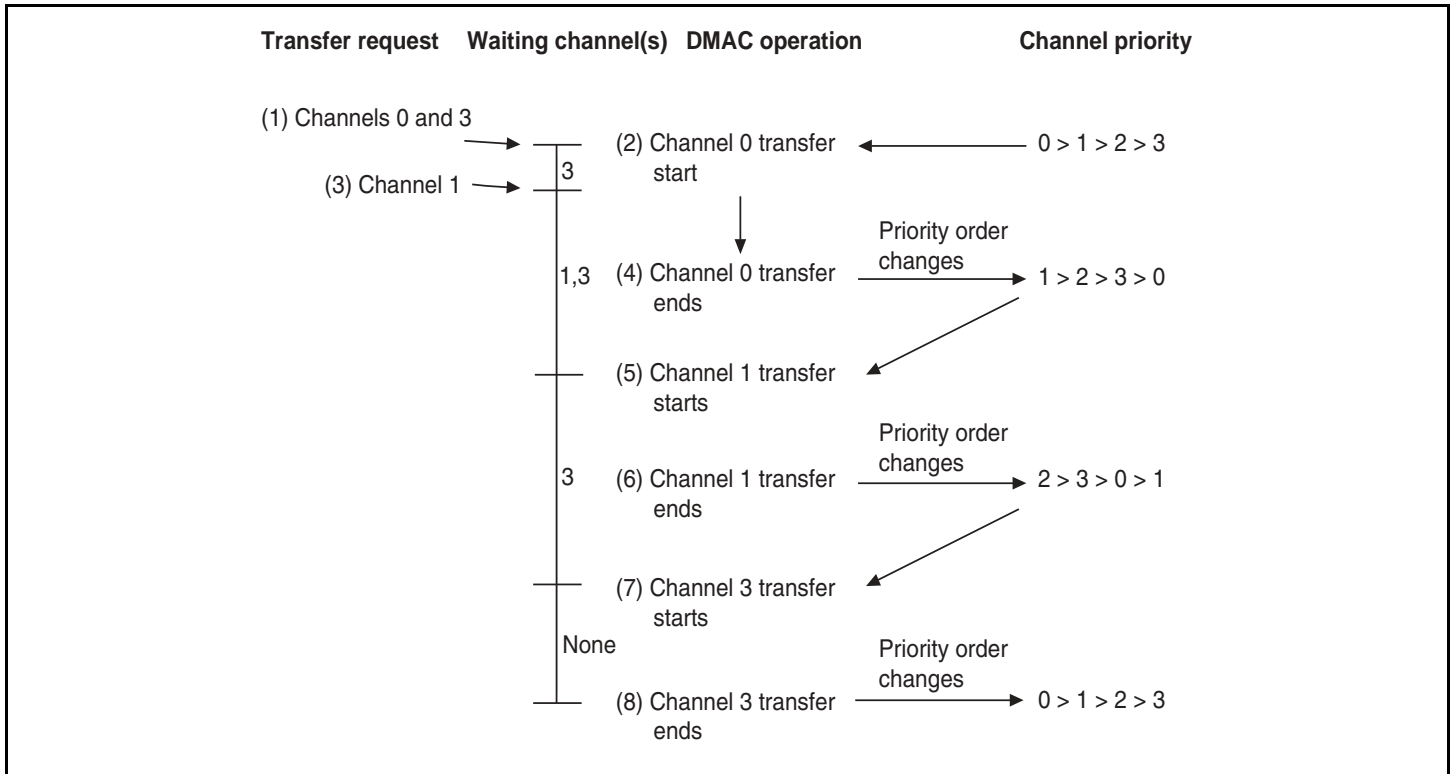 Transfer request Waiting channel(s) DMAC operation Channel priority
(1) Channels 0 and 3
(2) Channel 0 transfer
start
0 > 1 > 2 > 3
3
(3) Channel 1
Priority order
changes
1,3
(4) Channel 0 transfer
ends
1 > 2 > 3 > 0
(5) Channel 1 transfer
starts
Priority order
changes
3
(6) Channel 1 transfer
ends
2 > 3 > 0 > 1
(7) Channel 3 transfer
starts
None
Priority order
changes
(8) Channel 3 transfer
ends
0 > 1 > 2 > 3